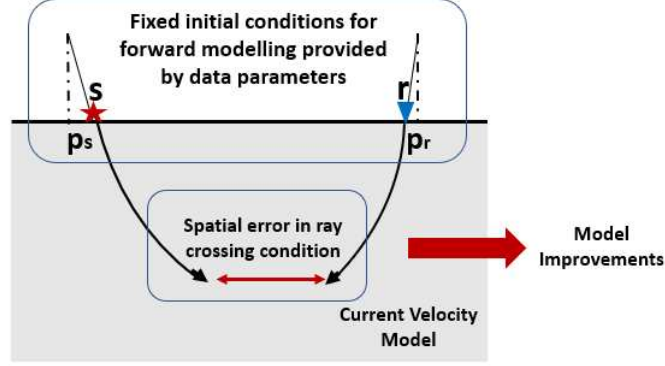 Fixed initial conditions for
forward modelling provided
by data parameters
s
r
ps
pr
Spatial error in ray
crossing condition
Model
Improvements
Current Velocity
Model